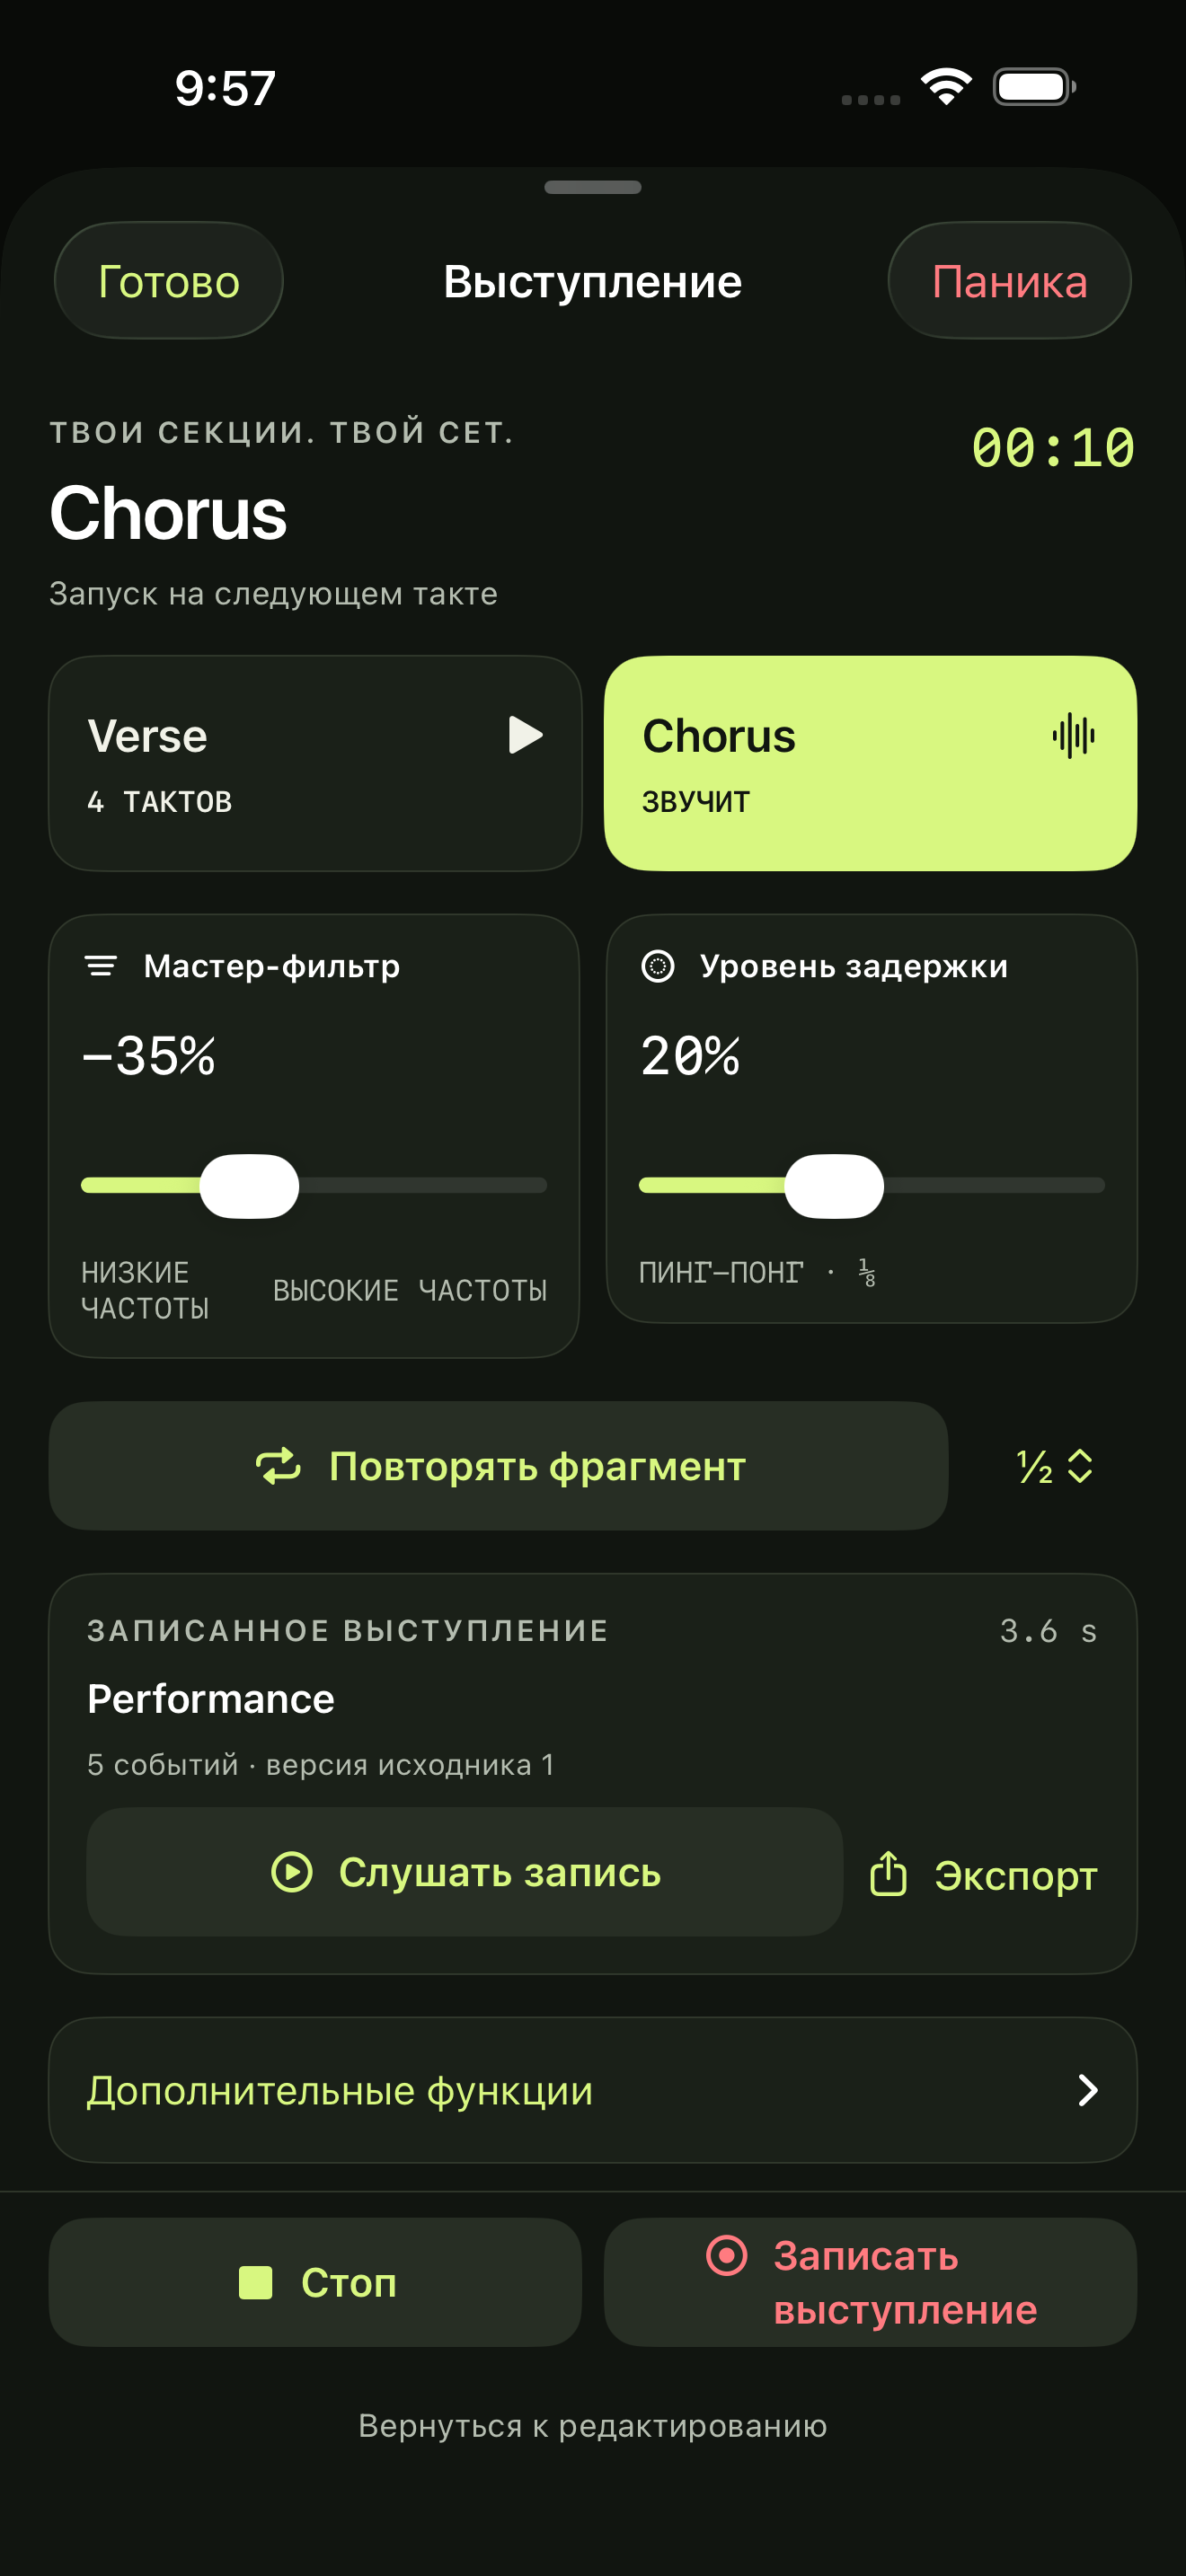 9:57
Готово
Выступление
Паника
ТВОИ СЕКЦИИ. ТВОЙ СЕТ.
00:10
Chorus
Запуск на следующем такте
Verse
4 ТАКТОВ
Chorus
ЗВУЧИТ
Мастер-фильтр
−35%
НИЗКИЕ
ЧАСТОТЫ
ВЫСОКИЕ ЧАСТОТЫ
Уровень задержки
20%
ПИНГ–ПОНГ · ⅛
Повторять фрагмент
½
ЗАПИСАННОЕ ВЫСТУПЛЕНИЕ
3.6 s
Performance
5 событий · версия исходника 1
Слушать запись
Экспорт
Дополнительные функции
Стоп
Записать
выступление
Вернуться к редактированию